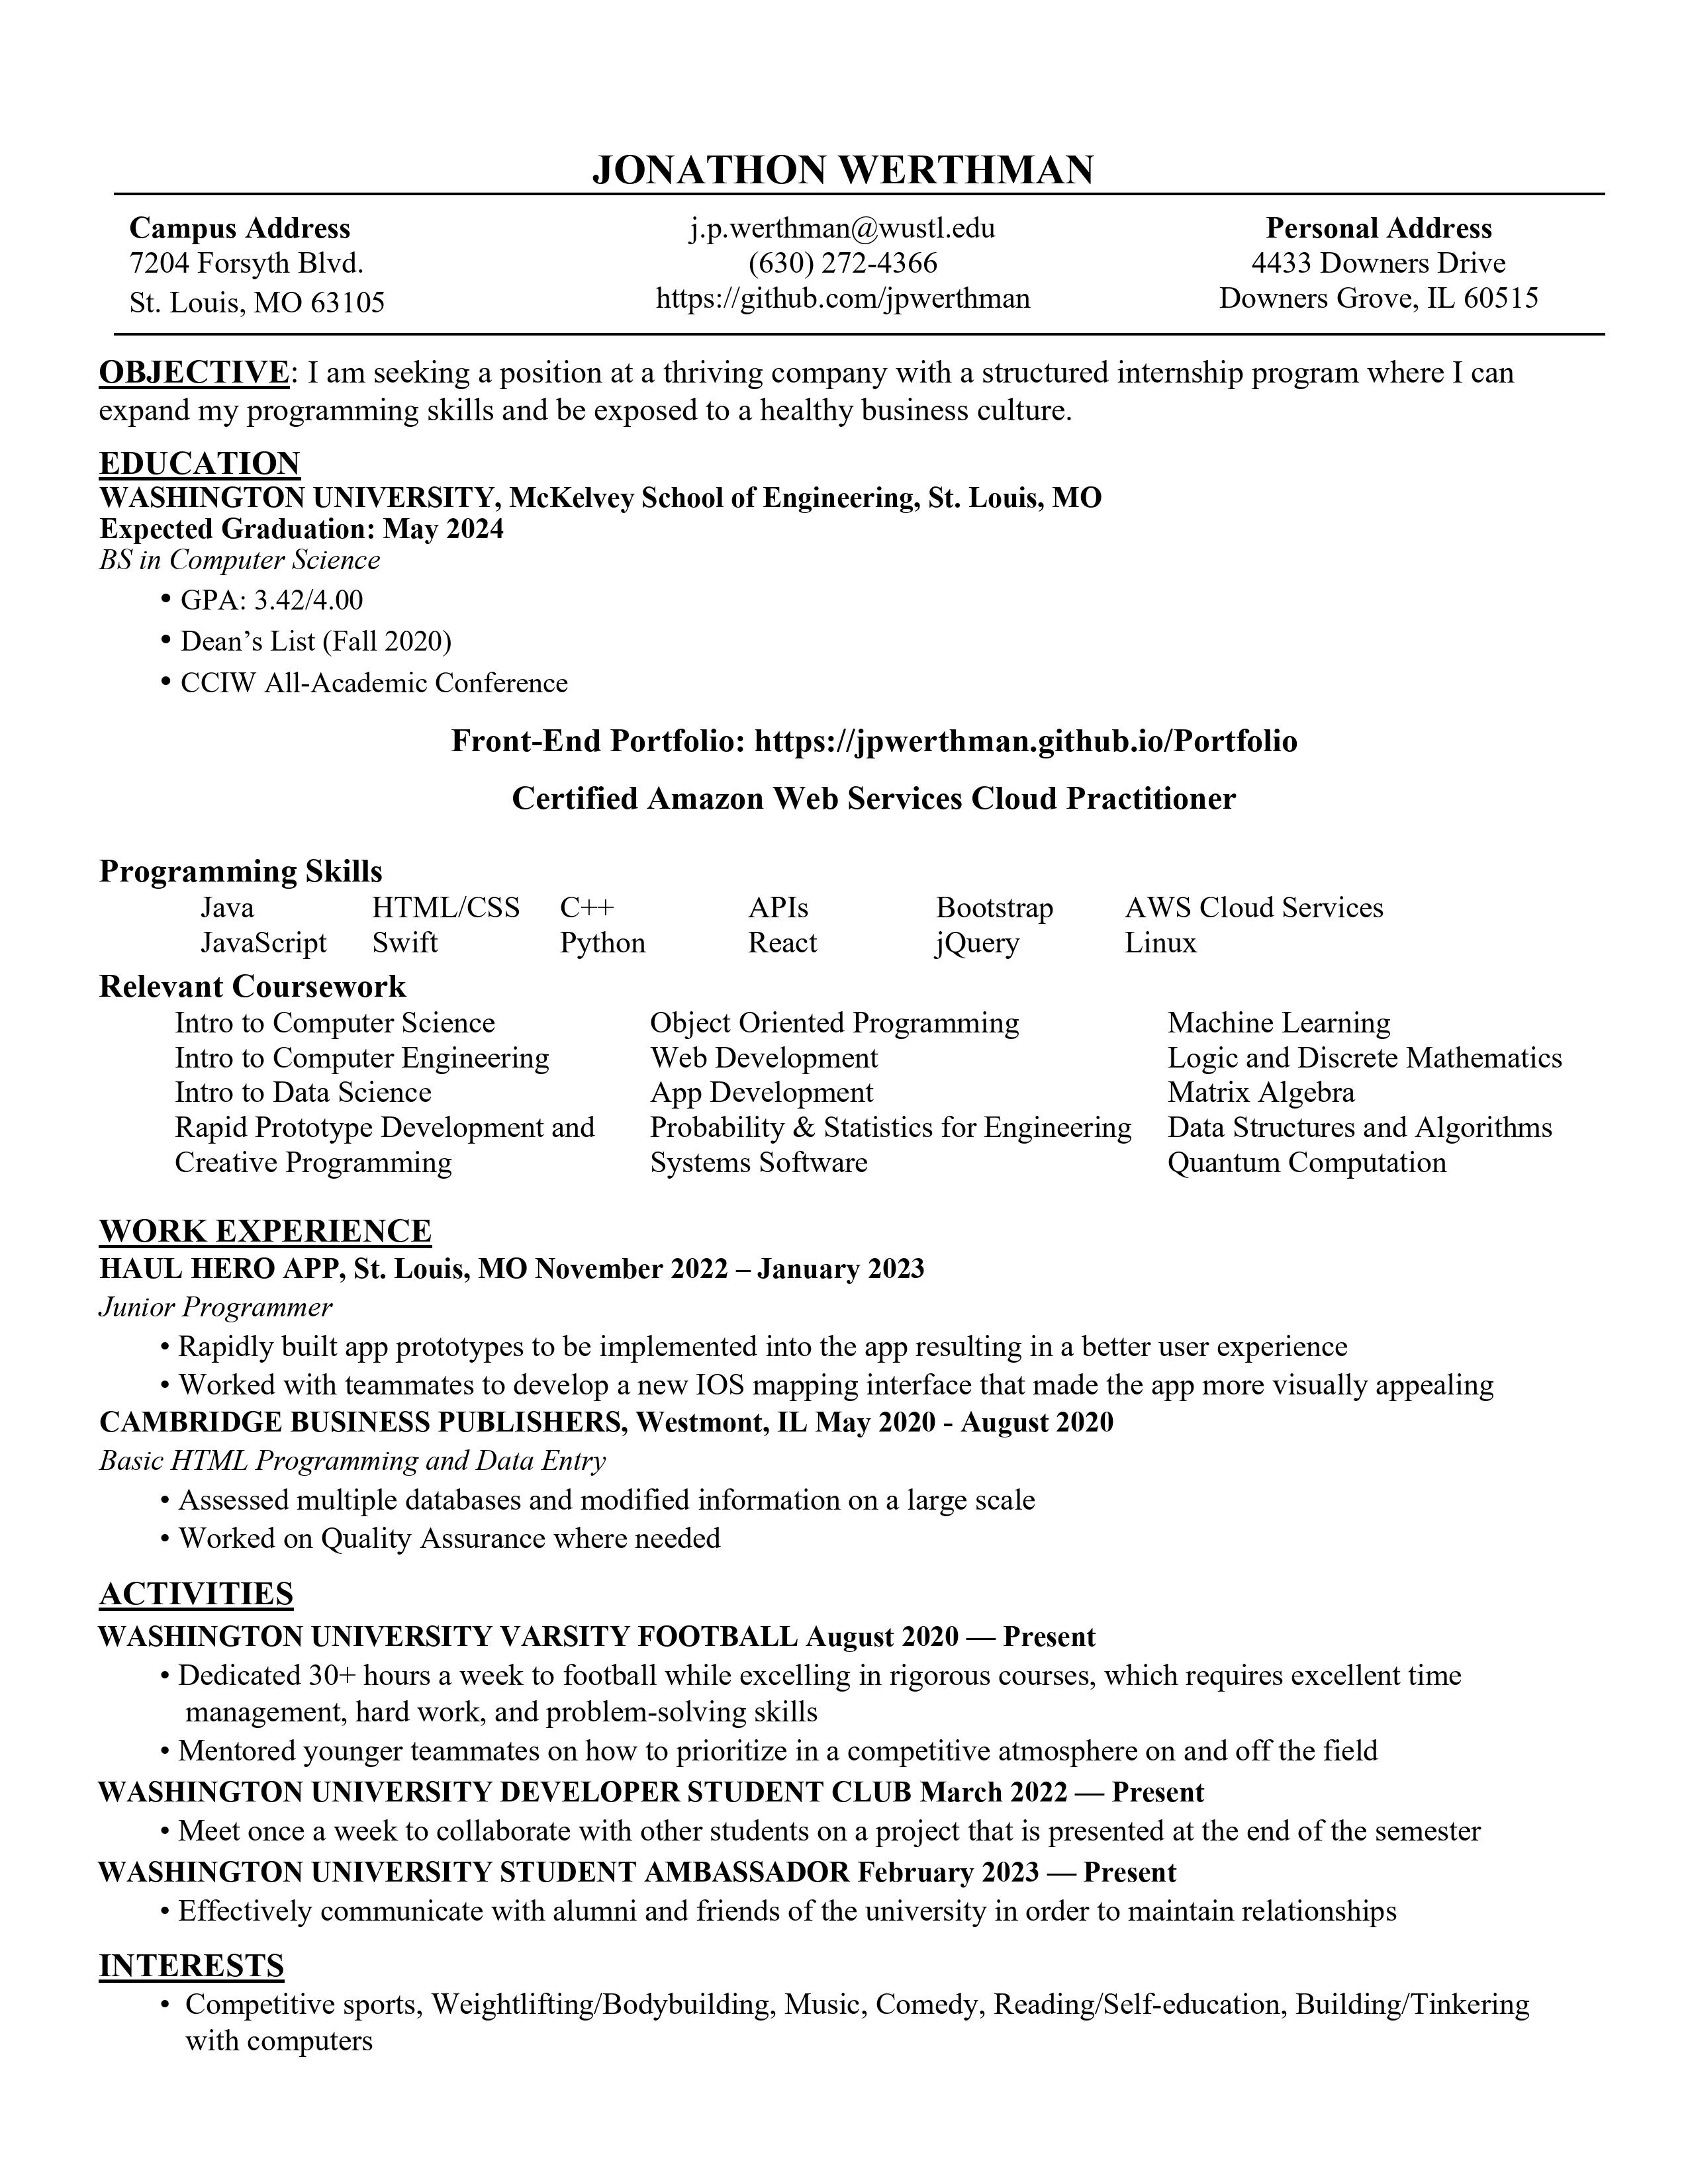 JONATHON WERTHMAN
Campus Address
7204 Forsyth Blvd.
St. Louis, MO 63105
j.p.werthman@wustl.edu
(630) 272-4366
https://github.com/jpwerthman
Personal Address
4433 Downers Drive
Downers Grove, IL 60515
OBJECTIVE: I am seeking a position at a thriving company with a structured internship program where I can
expand my programming skills and be exposed to a healthy business culture.
EDUCATION
WASHINGTON UNIVERSITY, McKelvey School of Engineering, St. Louis, MO
Expected Graduation: May 2024
BS in Computer Science
• GPA: 3.42/4.00
• Dean’s List (Fall 2020)
• CCIW All-Academic Conference
Front-End Portfolio: https://jpwerthman.github.io/Portfolio
Certified Amazon Web Services Cloud Practitioner
Programming Skills
Java HTML/CSS C++ APIs Bootstrap AWS Cloud Services
JavaScript Swift Python React jQuery Linux
Relevant Coursework
Intro to Computer Science Object Oriented Programming Machine Learning
Intro to Computer Engineering Web Development Logic and Discrete Mathematics
Intro to Data Science App Development Matrix Algebra
Rapid Prototype Development and Probability & Statistics for Engineering Data Structures and Algorithms
Creative Programming Systems Software Quantum Computation
WORK EXPERIENCE
HAUL HERO APP, St. Louis, MO November 2022 – January 2023
Junior Programmer
• Rapidly built app prototypes to be implemented into the app resulting in a better user experience
• Worked with teammates to develop a new IOS mapping interface that made the app more visually appealing
CAMBRIDGE BUSINESS PUBLISHERS, Westmont, IL May 2020 - August 2020
Basic HTML Programming and Data Entry
• Assessed multiple databases and modified information on a large scale
• Worked on Quality Assurance where needed
ACTIVITIES
WASHINGTON UNIVERSITY VARSITY FOOTBALL August 2020 — Present
• Dedicated 30+ hours a week to football while excelling in rigorous courses, which requires excellent time
management, hard work, and problem-solving skills
• Mentored younger teammates on how to prioritize in a competitive atmosphere on and off the field
WASHINGTON UNIVERSITY DEVELOPER STUDENT CLUB March 2022 — Present
• Meet once a week to collaborate with other students on a project that is presented at the end of the semester
WASHINGTON UNIVERSITY STUDENT AMBASSADOR February 2023 — Present
• Effectively communicate with alumni and friends of the university in order to maintain relationships
INTERESTS
• Competitive sports, Weightlifting/Bodybuilding, Music, Comedy, Reading/Self-education, Building/Tinkering
with computers